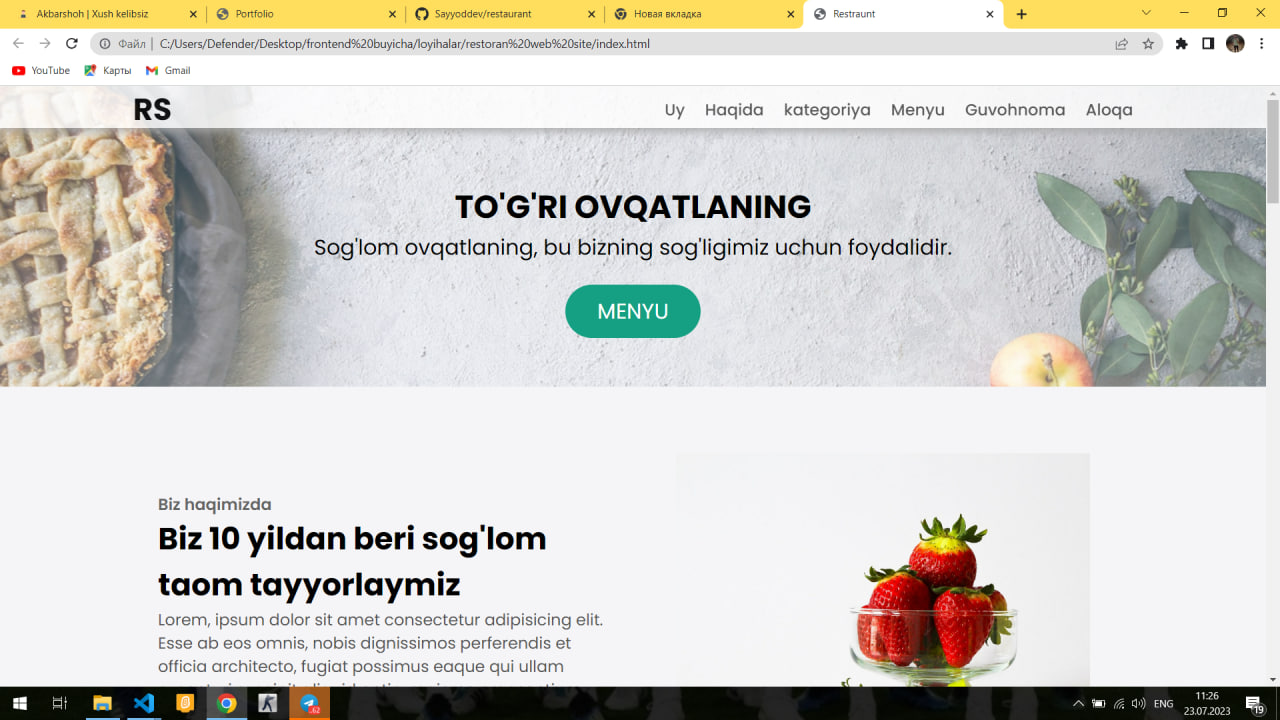 Akbarshoh | Xush kelibsiz
Portfolio
Sayyoddev/restaurant
Новая вкладка
Restraunt
Файл | C:/Users/Defender/Desktop/frontend%20buyicha/loyihalar/restoran%20web%20site/index.html
YouTube
Карты
Gmail
RS
Uy Haqida kategoriya Menyu Guvohnoma Aloqa
TO'G'RI OVQATLANING
Sog'lom ovqatlaning, bu bizning sog'ligimiz uchun foydalidir.
MENYU
Biz haqimizda
Biz 10 yildan beri sog'lom
taom tayyorlaymiz
Lorem, ipsum dolor sit amet consectetur adipisicing elit.
Esse ab eos omnis, nobis dignissimos perferendis et
officia architecto, fugiat possimus eaque qui ullam
62
ENG
11:26
23.07.2023
19